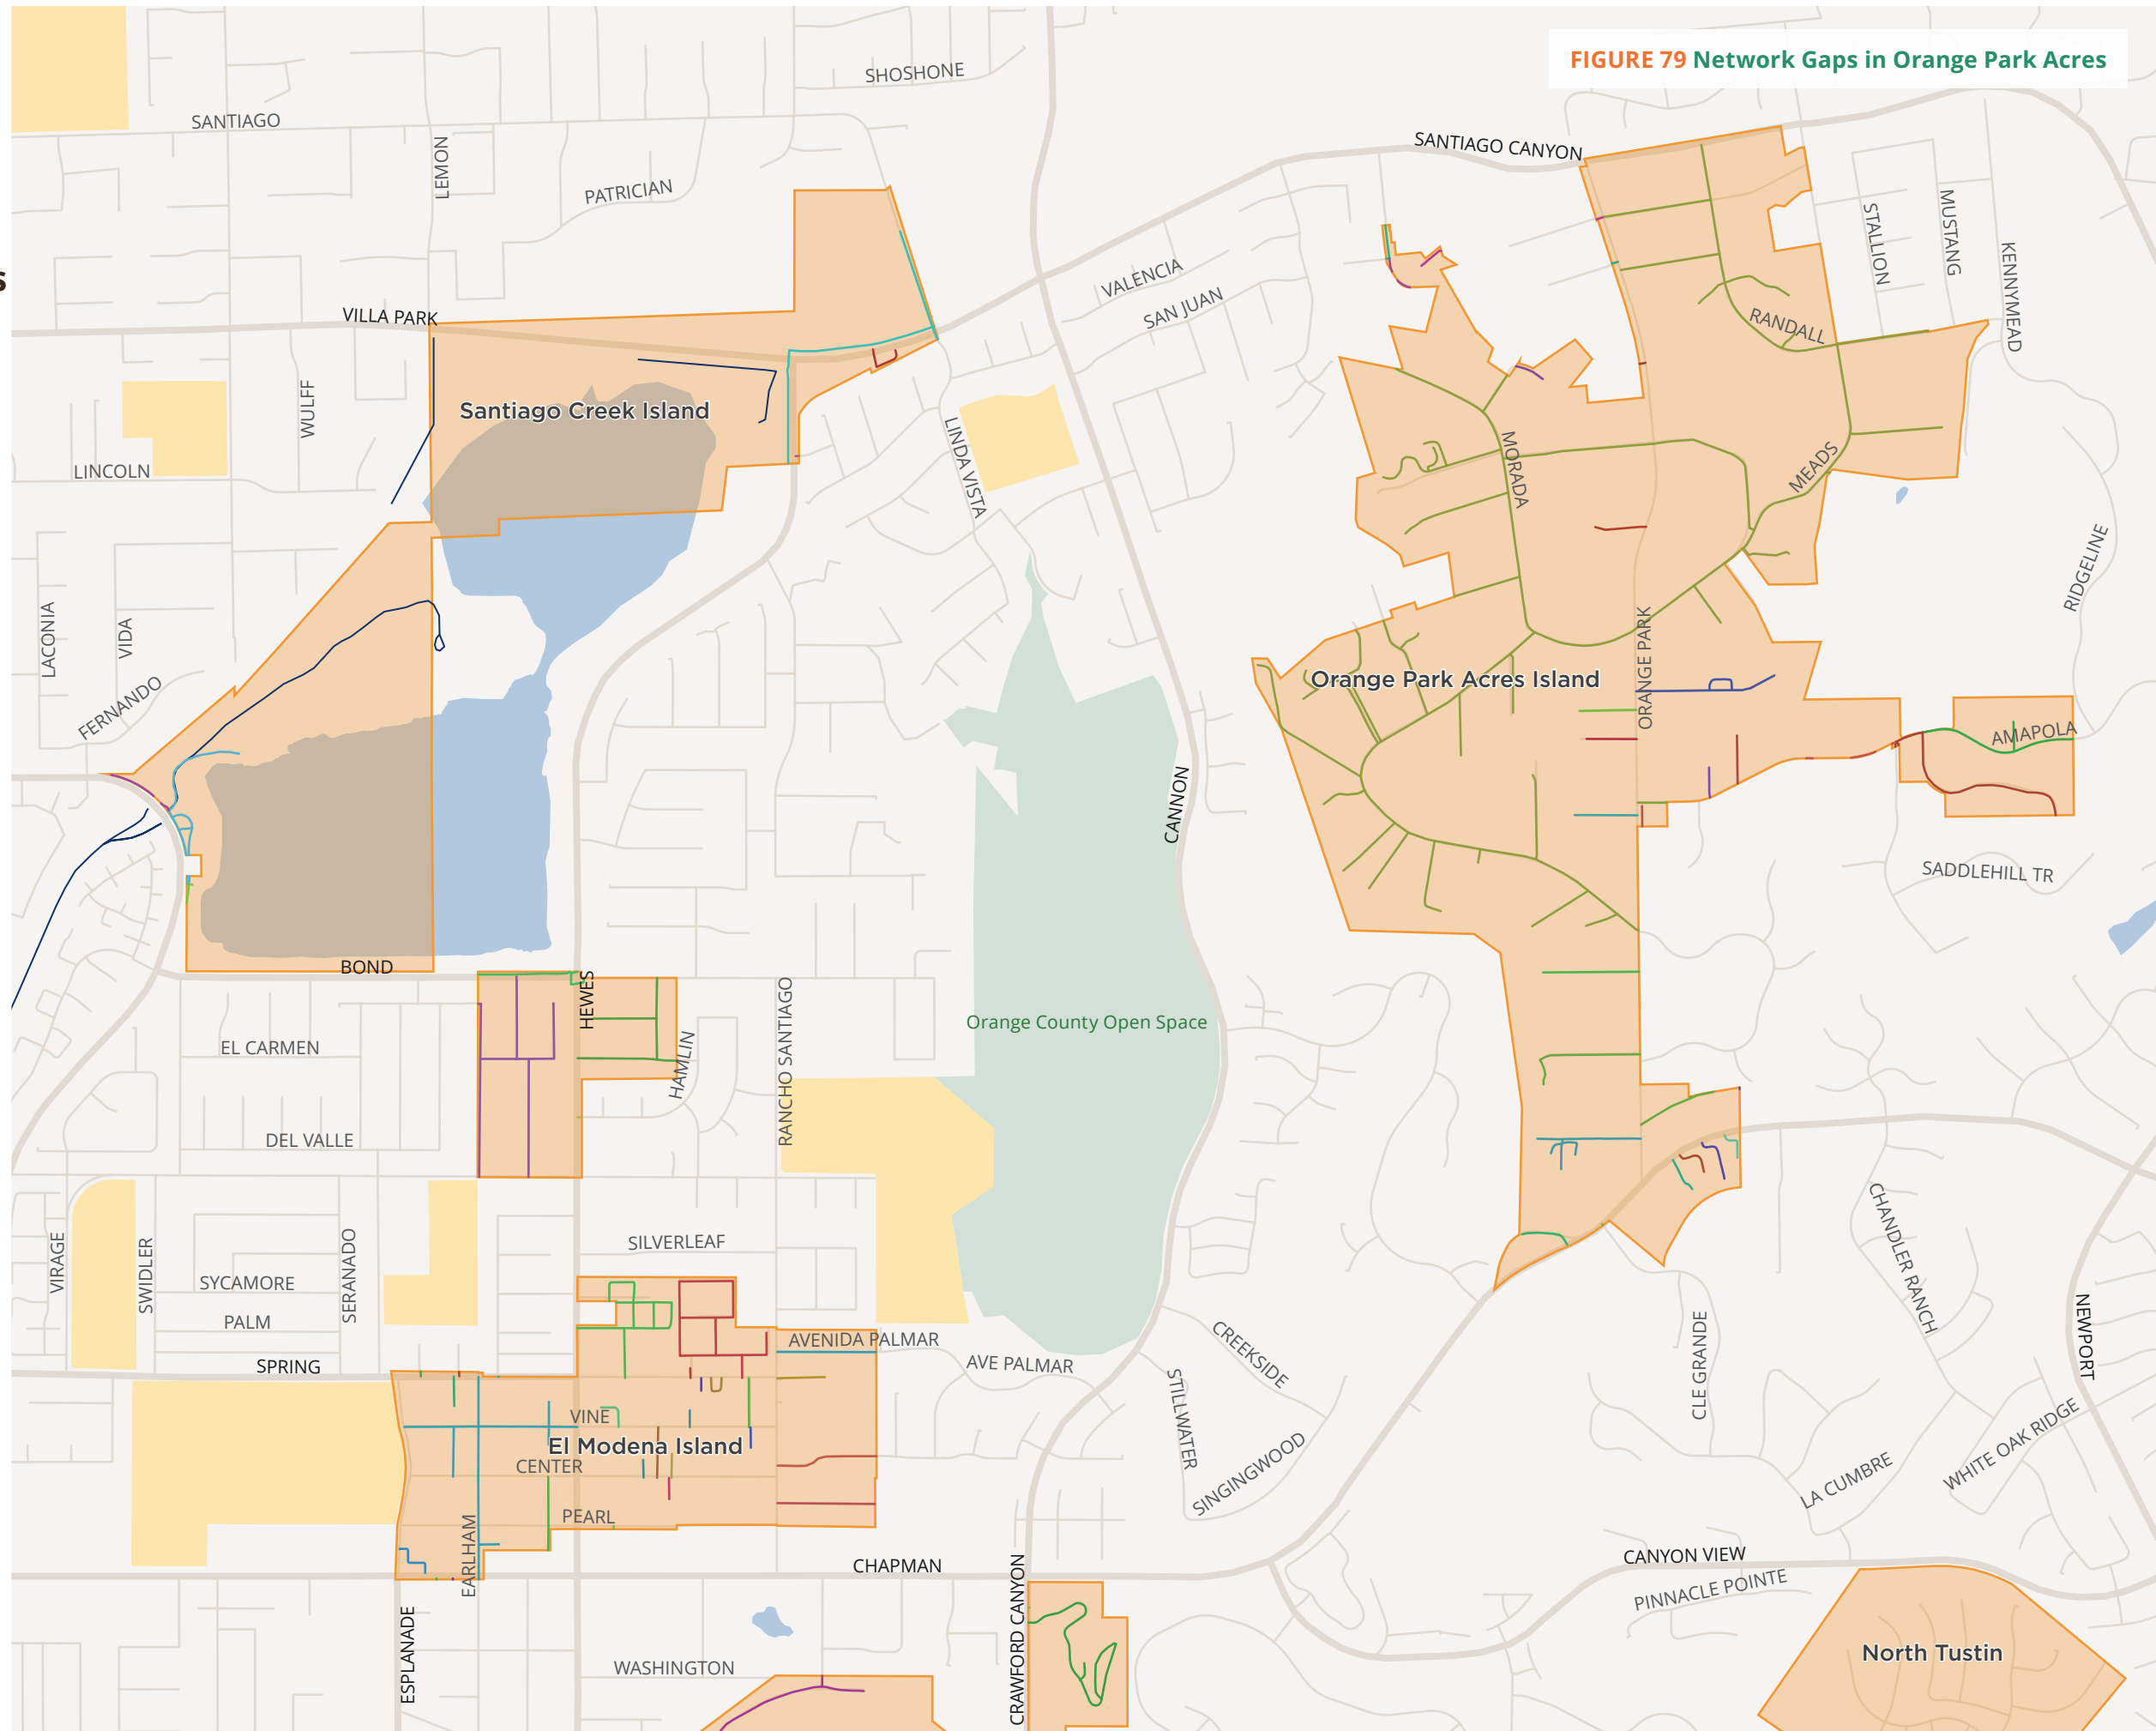 FIGURE 79 Network Gaps in Orange Park Acres
SHOSHONE
SANTIAGO
LEMON
PATRICIAN
SANTIAGO CANYON
STALLION
MUSTANG
KENNYMEAD
s
VALENCIA
SAN JUAN
VILLA PARK
RANDALL
WULFF
Santiago Creek Island
LINDA VISTA
MORADA
MEADS
LINCOLN
RIDGELINE
LACONIA
VIDA
ORANGE PARK
Orange Park Acres Island
FERNANDO
AMAPOLA
CANNON
SADDLEHILL TR
BOND
HEWES
RANCHO SANTIAGO
Orange County Open Space
EL CARMEN
HAMLIN
DEL VALLE
VIRAGE
SWIDLER
SERANADO
SILVERLEAF
CHANDLER RANCH
SYCAMORE
PALM
NEWPORT
AVENIDA PALMAR
CREEKSIDE
CLE GRANDE
SPRING
AVE PALMAR
STILLWATER
VINE
El Modena Island
CENTER
SINGINGWOOD
WHITE OAK RIDGE
LA CUMBRE
PEARL
EARLHAM
CHAPMAN
CANYON VIEW
PINNACLE POINTE
CRAWFORD CANYON
ESPLANADE
WASHINGTON
North Tustin